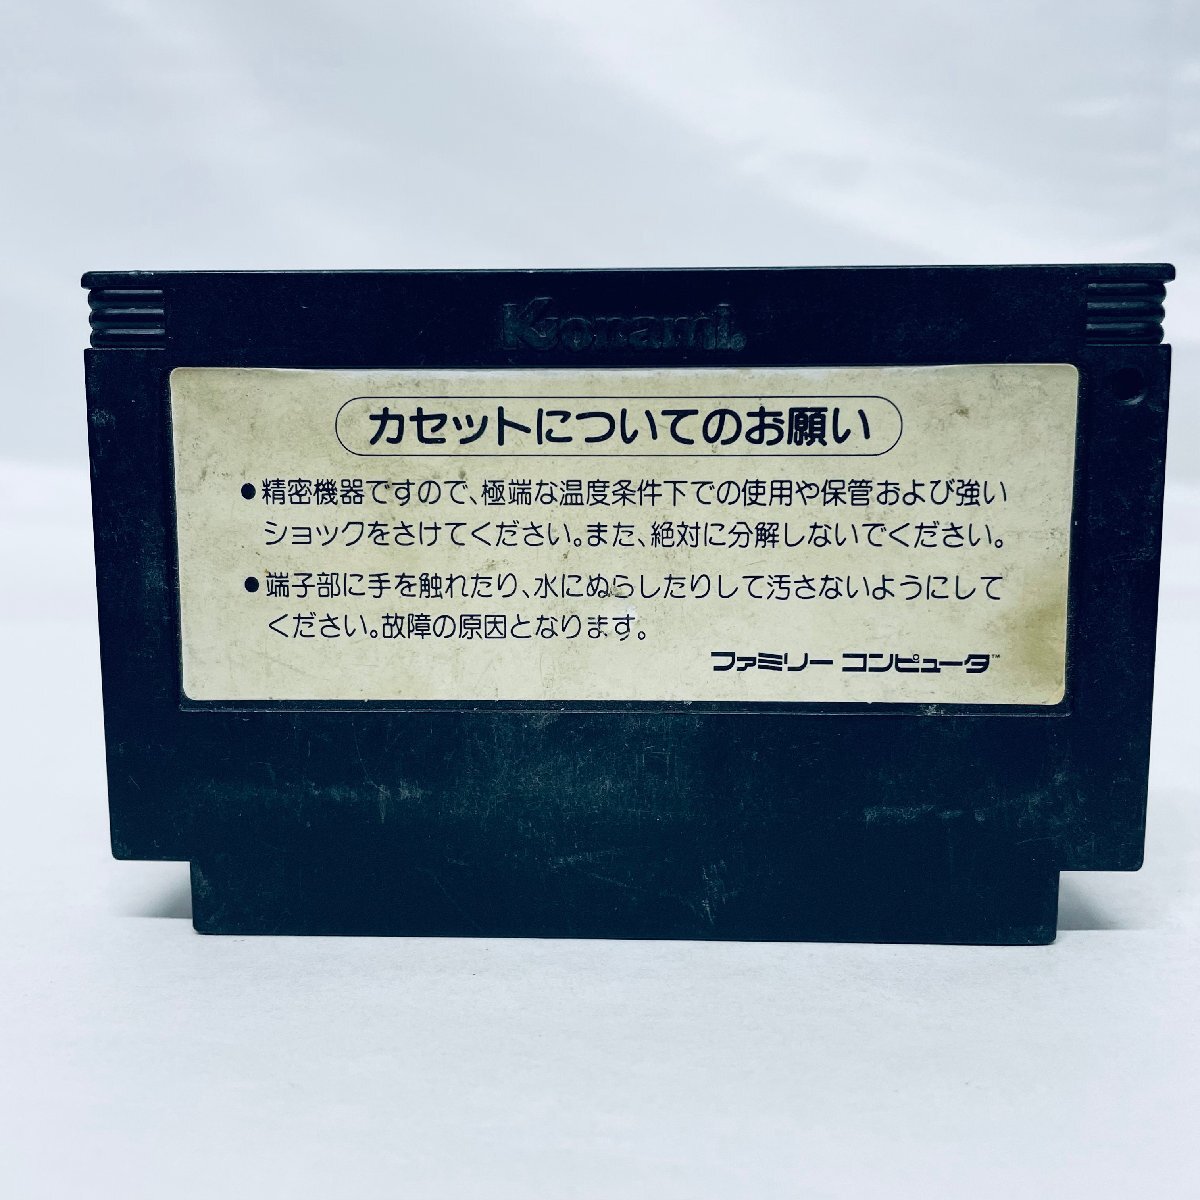 Konami®
カセットについてのお願い
●精密機器ですので、極端な温度条件下での使用や保管および強い
ショックをさけてください。また、絶対に分解しないでください。
●端子部に手を触れたり、水にぬらしたりして汚さないようにして
ください。故障の原因となります。
ファミリー コンピュータ™